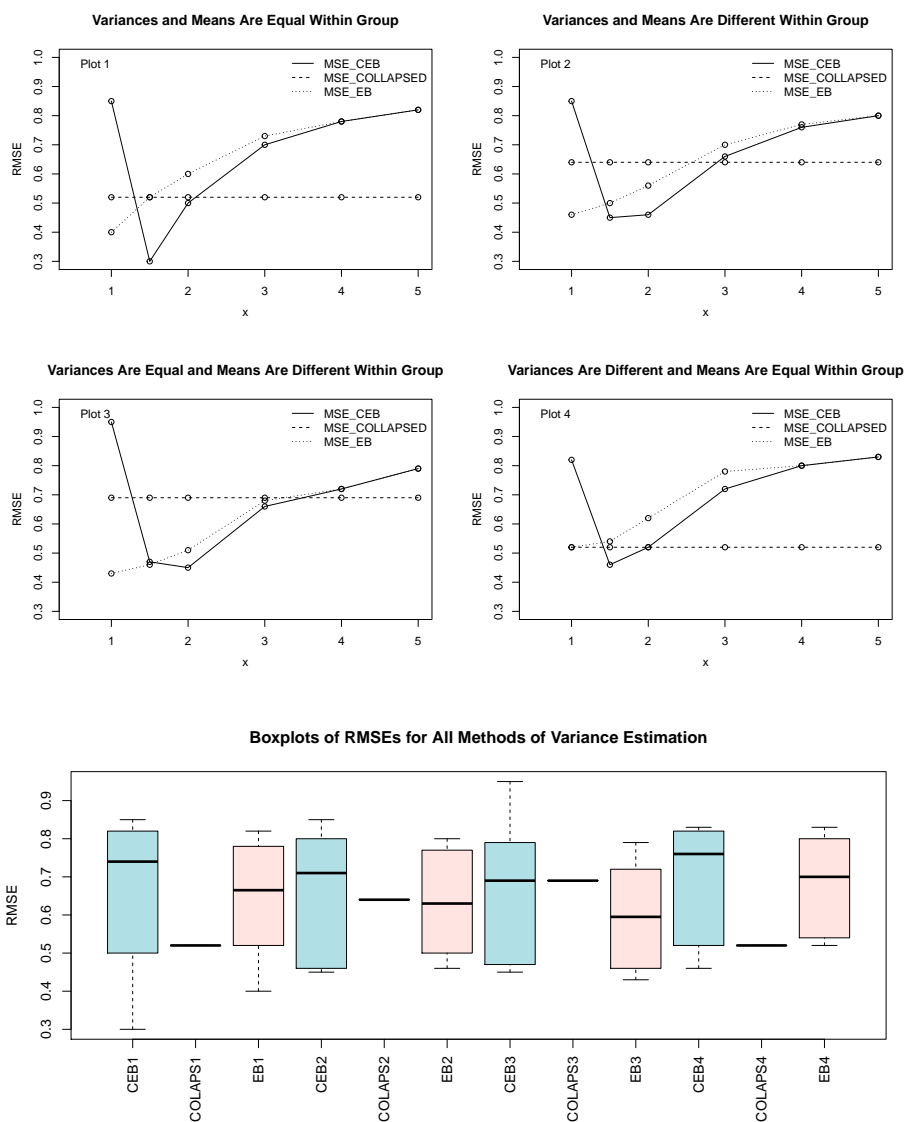 Variances and Means Are Equal Within Group
Plot 1
MSE_CEB
MSE_COLLAPSED
MSE_EB
RMSE
0.3 0.4 0.5 0.6 0.7 0.8 0.9 1.0
1 2 3 4 5
x
Variances and Means Are Different Within Group
Plot 2
MSE_CEB
MSE_COLLAPSED
MSE_EB
RMSE
0.3 0.4 0.5 0.6 0.7 0.8 0.9 1.0
1 2 3 4 5
x
Variances Are Equal and Means Are Different Within Group
Plot 3
MSE_CEB
MSE_COLLAPSED
MSE_EB
RMSE
0.3 0.4 0.5 0.6 0.7 0.8 0.9 1.0
1 2 3 4 5
x
Variances Are Different and Means Are Equal Within Group
Plot 4
MSE_CEB
MSE_COLLAPSED
MSE_EB
RMSE
0.3 0.4 0.5 0.6 0.7 0.8 0.9 1.0
1 2 3 4 5
x
Boxplots of RMSEs for All Methods of Variance Estimation
RMSE
0.3 0.4 0.5 0.6 0.7 0.8 0.9
CEB1 COLAPS1 EB1 CEB2 COLAPS2 EB2 CEB3 COLAPS3 EB3 CEB4 COLAPS4 EB4